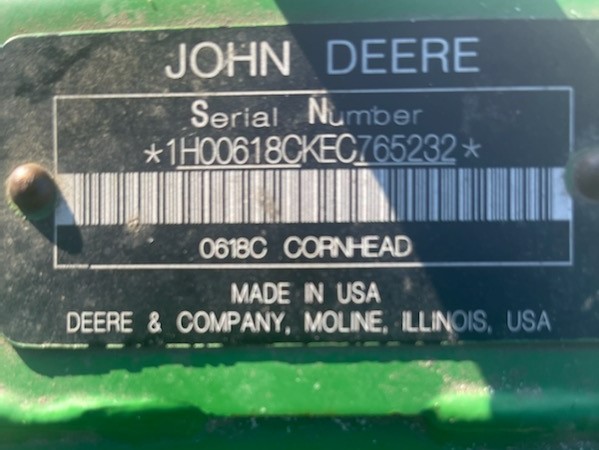 JOHN DEERE
Serial Number
*1H00618CKEC765232*
0618C CORNHEAD
MADE IN USA
DEERE & COMPANY, MOLINE, ILLINOIS, USA